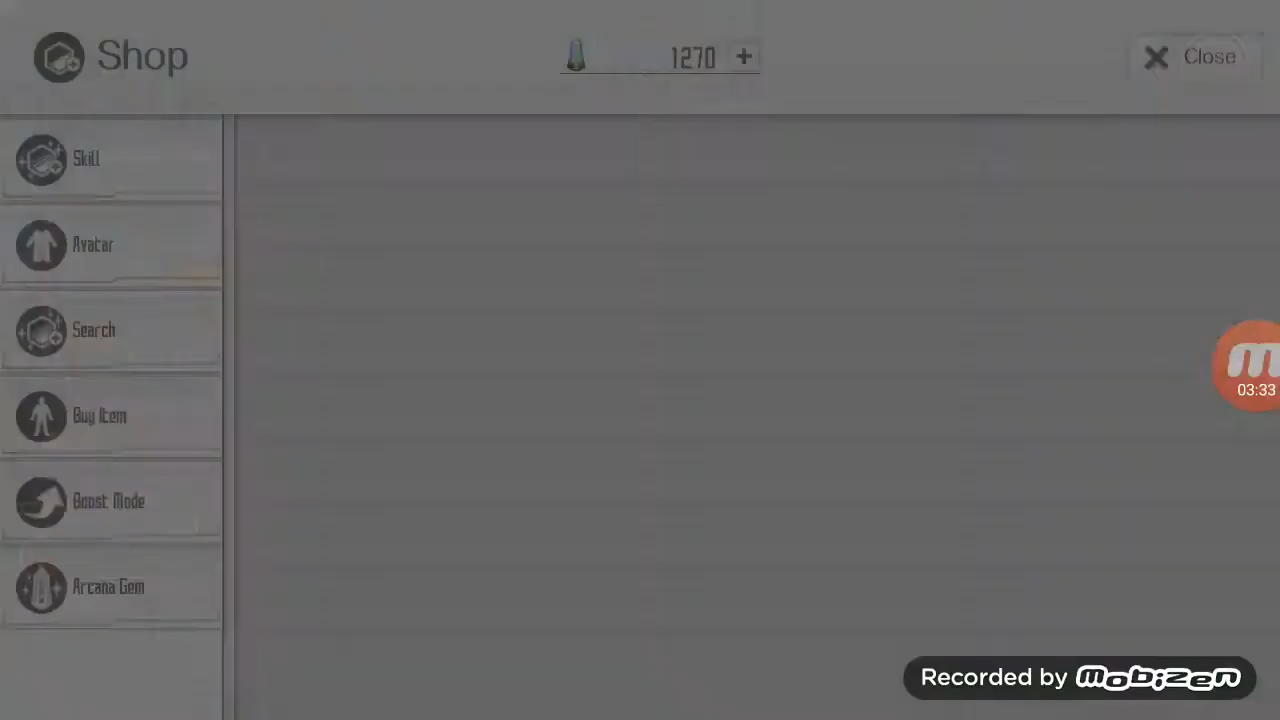 Shop
1270 +
Close
Skill
Avatar
Search
Buy Item
Boost Mode
Arcana Gem
m
03:33
Recorded by mobizen